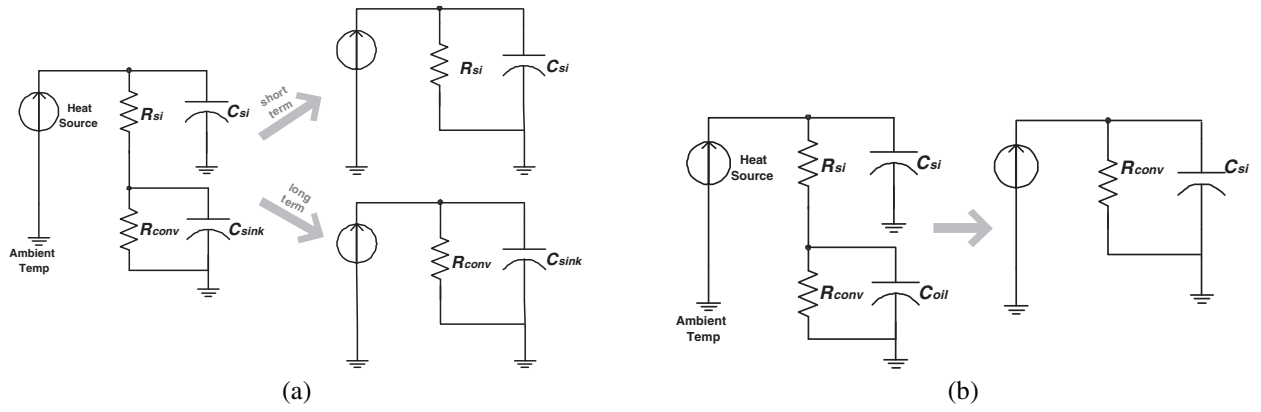 Heat
Source
Rsi
Csi
Rconv
Csink
Ambient
Temp
short
term
long
term
Rsi
Csi
Rconv
Csink
(a)
Heat
Source
Rsi
Csi
Rconv
Coil
Ambient
Temp
Rconv
Csi
(b)